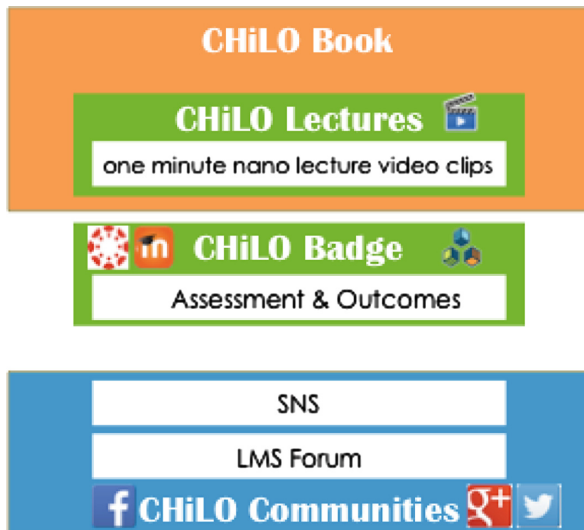 CHiLO Book
CHiLO Lectures
one minute nano lecture video clips
CHiLO Badge
Assessment & Outcomes
SNS
LMS Forum
CHiLO Communities